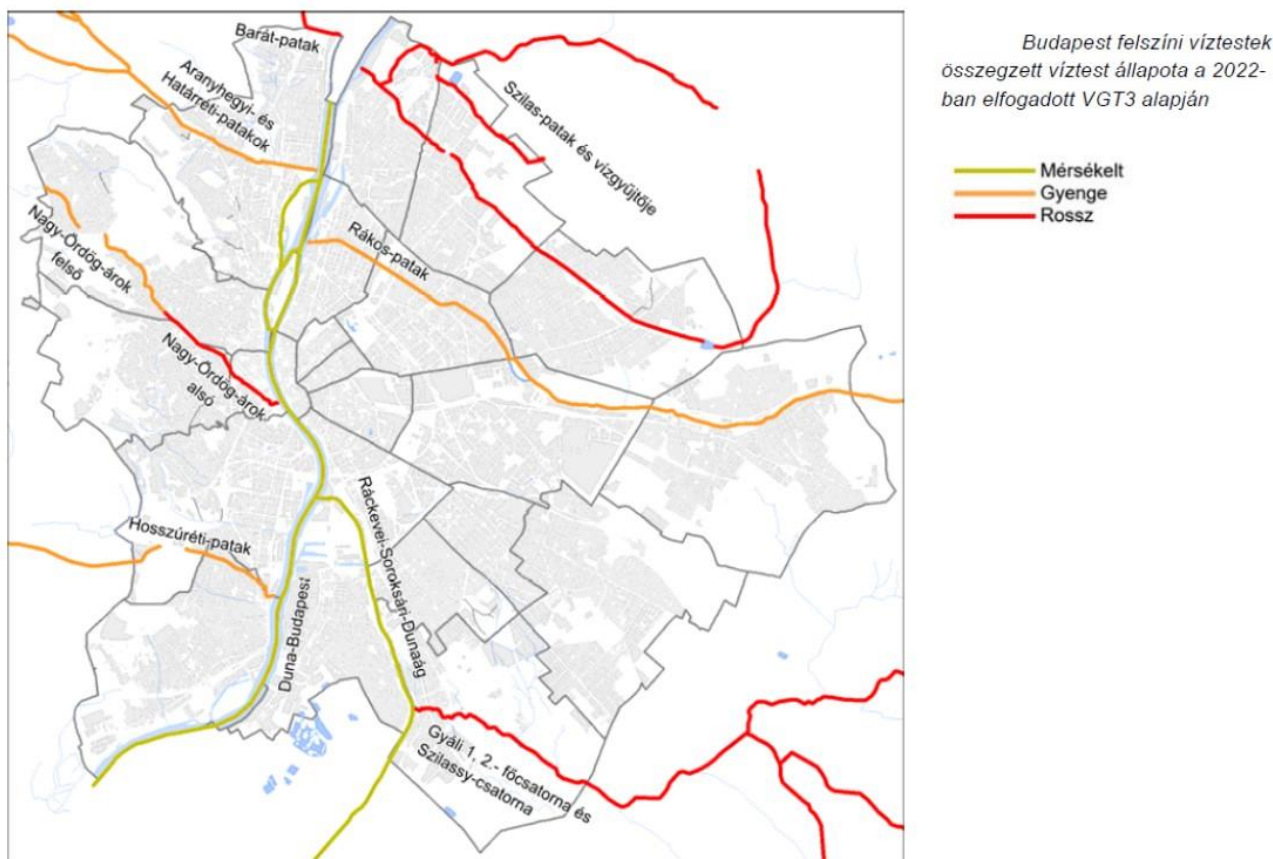 Budapest felszíni víztestek
összegzett víztest állapota a 2022-
ban elfogadott VGT3 alapján
Mérsékelt
Gyenge
Rossz
Barát-patak
Aranyhegyi- és
Határréti-patakok
Szilas-patak és vízgyűjtője
Nagy-Ördög-árok
felső
Rákos-patak
Nagy-Ördög-árok
alsó
Hosszúréti-patak
Ráckevei-Soroksári-Dunaág
Duna-Budapest
Gyáli 1, 2.- főcsatorna és
Szilassy-csatorna